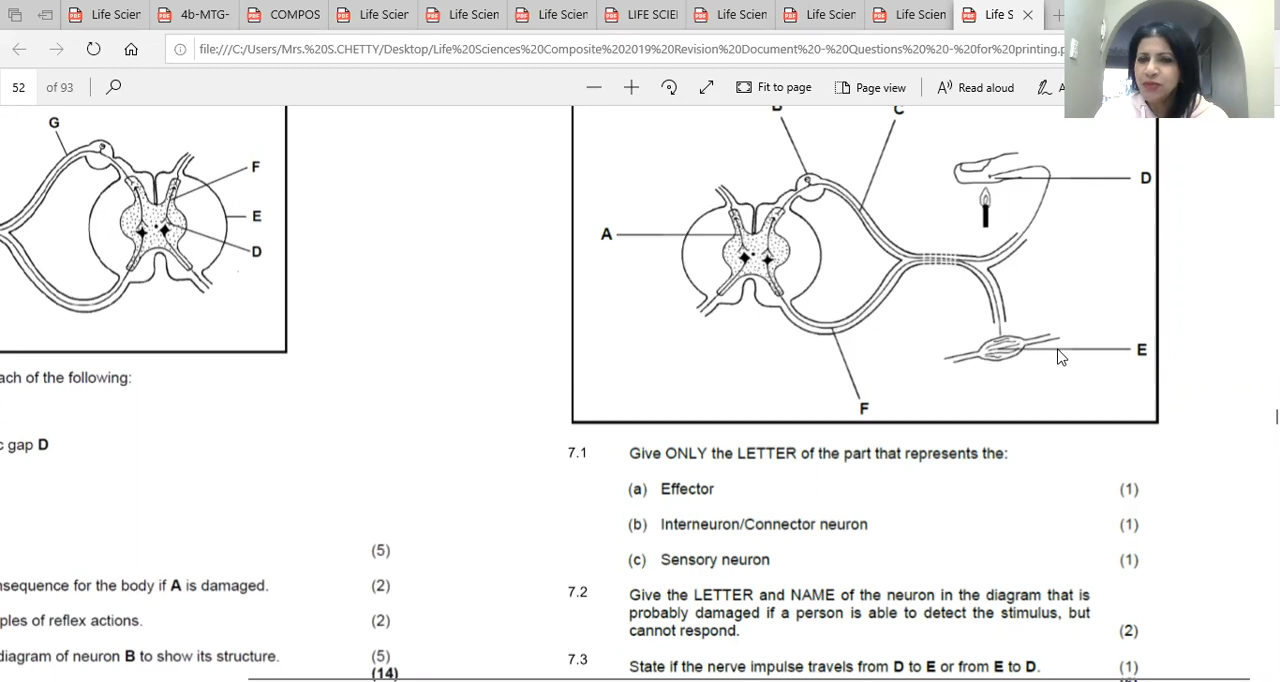 Life Scien
4b-MTG-
COMPOS
Life Scier
Life Scien
Life Scien
LIFE SCIEI
Life Scien
Life Scien
Life Scien
Life S
file:///C:/Users/Mrs.%20S.CHETTY/Desktop/Life%20Sciences%20Composite%202019%20Revision%20Document%20-%20Questions%20%20-%20for%20printing.p
52 of 93
Fit to page
Page view
Read aloud
G
F
E
D
ach of the following:
c gap D
(5)
nsequence for the body if A is damaged. (2)
ples of reflex actions. (2)
diagram of neuron B to show its structure. (5)
(14)
C
D
A
E
F
7.1 Give ONLY the LETTER of the part that represents the:
(a) Effector (1)
(b) Interneuron/Connector neuron (1)
(c) Sensory neuron (1)
7.2 Give the LETTER and NAME of the neuron in the diagram that is
probably damaged if a person is able to detect the stimulus, but
cannot respond. (2)
7.3 State if the nerve impulse travels from D to E or from E to D. (1)